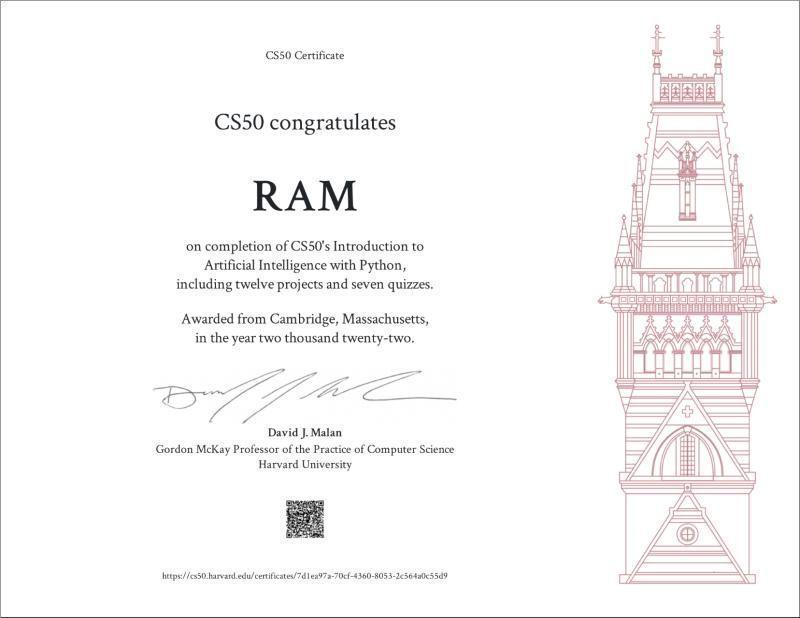 CS50 Certificate
CS50 congratulates
RAM
on completion of CS50's Introduction to
Artificial Intelligence with Python,
including twelve projects and seven quizzes.
Awarded from Cambridge, Massachusetts,
in the year two thousand twenty-two.
David J. Malan
Gordon McKay Professor of the Practice of Computer Science
Harvard University
https://cs50.harvard.edu/certificates/7d1ea97a-70cf-4360-8053-2c564a0c55d9